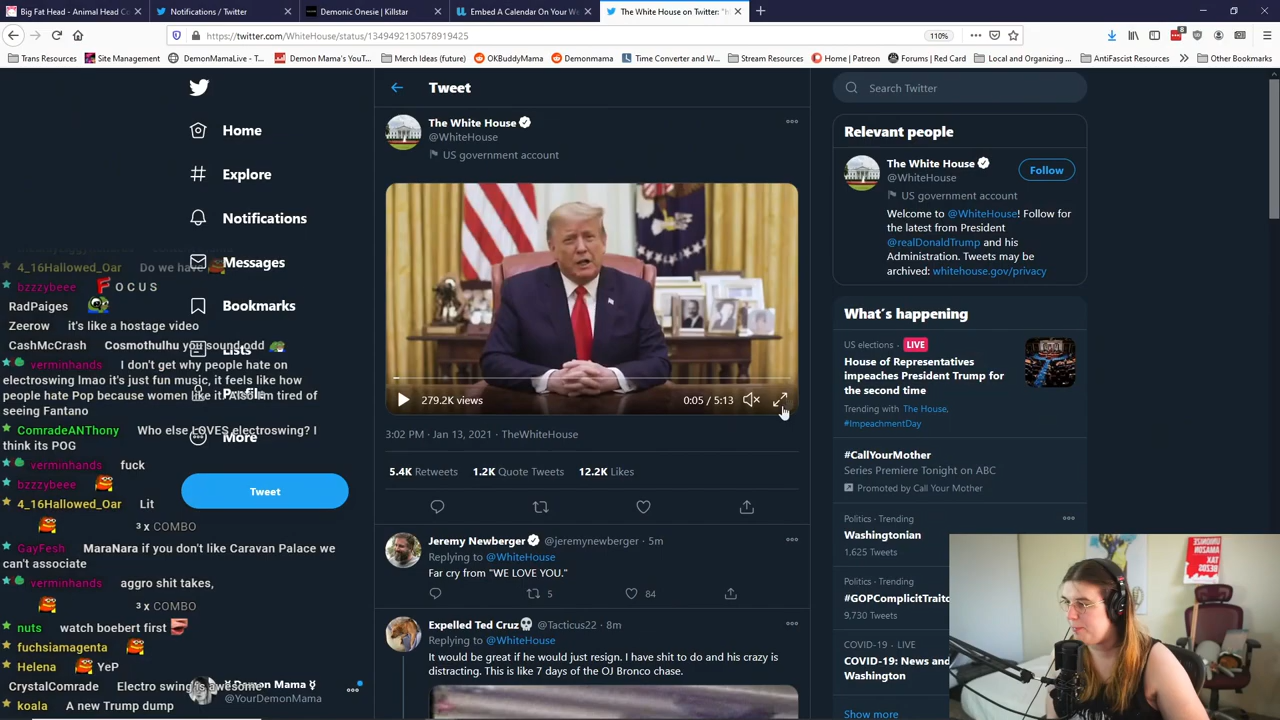 Big Fat Head - Animal Head Co
Notifications / Twitter
Demonic Onesie | Killstar
Embed A Calendar On Your We
The White House on Twitter: "
https://twitter.com/WhiteHouse/status/1349492130578919425
110%
Trans Resources
Site Management
DemonMamaLive - T...
Demon Mama's YouT...
Merch Ideas (future)
OKBuddyMama
Demonmama
Time Converter and W...
Stream Resources
Home | Patreon
Forums | Red Card
Local and Organizing ...
AntiFascist Resources
Other Bookmarks
Home
Explore
Notifications
Messages
Bookmarks
Lists
Profile
More
Tweet
Demon Mama
@YourDemonMama
4_16Hallowed_Oar Do we have
bzzzybeee F O C U S
RadPaiges
Zeerow it's like a hostage video
CashMcCrash Cosmothulhu you sound odd
verminhands I don't get why people hate on
electroswing lmao it's just fun music, it feels like how
people hate Pop because women like it. Also im tired of
seeing Fantano
ComradeANThony Who else LOVES electroswing? I
think its POG
verminhands fuck
bzzzybeee
4_16Hallowed_Oar Lit
3 x COMBO
GayFesh MaraNara if you don't like Caravan Palace we
can't associate
verminhands aggro shit takes,
3 x COMBO
nuts watch boebert first
fuchsiamagenta
Helena YeP
CrystalComrade Electro swing is awesome
koala A new Trump dump
Tweet
The White House
@WhiteHouse
US government account
279.2K views
0:05 / 5:13
3:02 PM · Jan 13, 2021 · TheWhiteHouse
5.4K Retweets 1.2K Quote Tweets 12.2K Likes
Jeremy Newberger @jeremynewberger · 5m
Replying to @WhiteHouse
Far cry from "WE LOVE YOU."
5
84
Expelled Ted Cruz @Tacticus22 · 8m
Replying to @WhiteHouse
It would be great if he would just resign. I have shit to do and his crazy is
distracting. This is like 7 days of the OJ Bronco chase.
Search Twitter
Relevant people
The White House
@WhiteHouse
Follow
US government account
Welcome to @WhiteHouse! Follow for
the latest from President
@realDonaldTrump and his
Administration. Tweets may be
archived: whitehouse.gov/privacy
What's happening
US elections LIVE
House of Representatives
impeaches President Trump for
the second time
Trending with The House,
#ImpeachmentDay
#CallYourMother
Series Premiere Tonight on ABC
Promoted by Call Your Mother
Politics · Trending
Washingtonian
1,625 Tweets
Politics · Trending
#GOPComplicitTraito
9,730 Tweets
COVID-19 · LIVE
COVID-19: News and
Washington
Show more
UNIONIZE
AMAZON
TAX
BEZOS